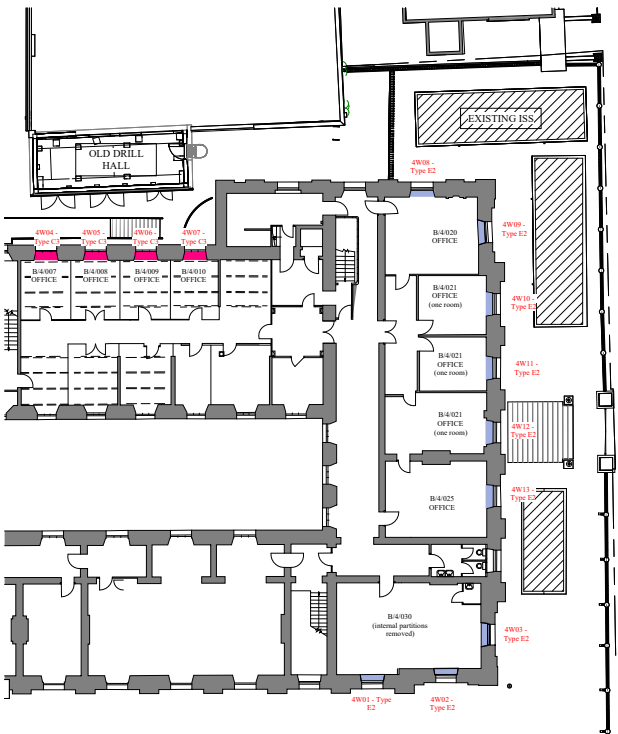 EXISTING ISS.
OLD DRILL
HALL
4W08 -
Type E2
4W04 -
Type C3
4W05 -
Type C3
4W06 -
Type C3
4W07 -
Type C3
B/4/020
OFFICE
4W09 -
Type E2
B/4/007
OFFICE
B/4/008
OFFICE
B/4/009
OFFICE
B/4/010
OFFICE
B/4/021
OFFICE
(one room)
4W10 -
Type E2
B/4/021
OFFICE
(one room)
4W11 -
Type E2
B/4/021
OFFICE
(one room)
4W12 -
Type E2
B/4/025
OFFICE
4W13 -
Type E2
B/4/030
(internal partitions
removed)
4W03 -
Type E2
4W01 - Type
E2
4W02 -
Type E2